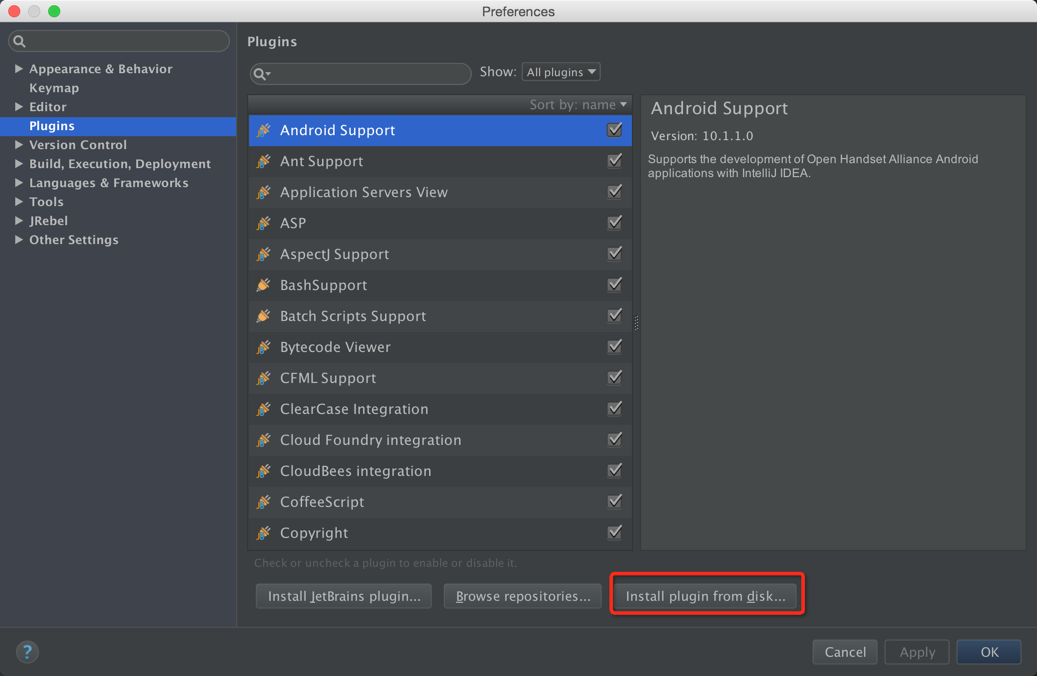 Preferences
Appearance & Behavior
Keymap
Editor
Plugins
Version Control
Build, Execution, Deployment
Languages & Frameworks
Tools
JRebel
Other Settings
Plugins
Show: All plugins
Sort by: name
Android Support
Ant Support
Application Servers View
ASP
AspectJ Support
BashSupport
Batch Scripts Support
Bytecode Viewer
CFML Support
ClearCase Integration
Cloud Foundry integration
CloudBees integration
CoffeeScript
Copyright
Check or uncheck a plugin to enable or disable it.
Install JetBrains plugin...
Browse repositories...
Install plugin from disk...
Android Support
Version: 10.1.1.0
Supports the development of Open Handset Alliance Android
applications with IntelliJ IDEA.
?
Cancel
Apply
OK